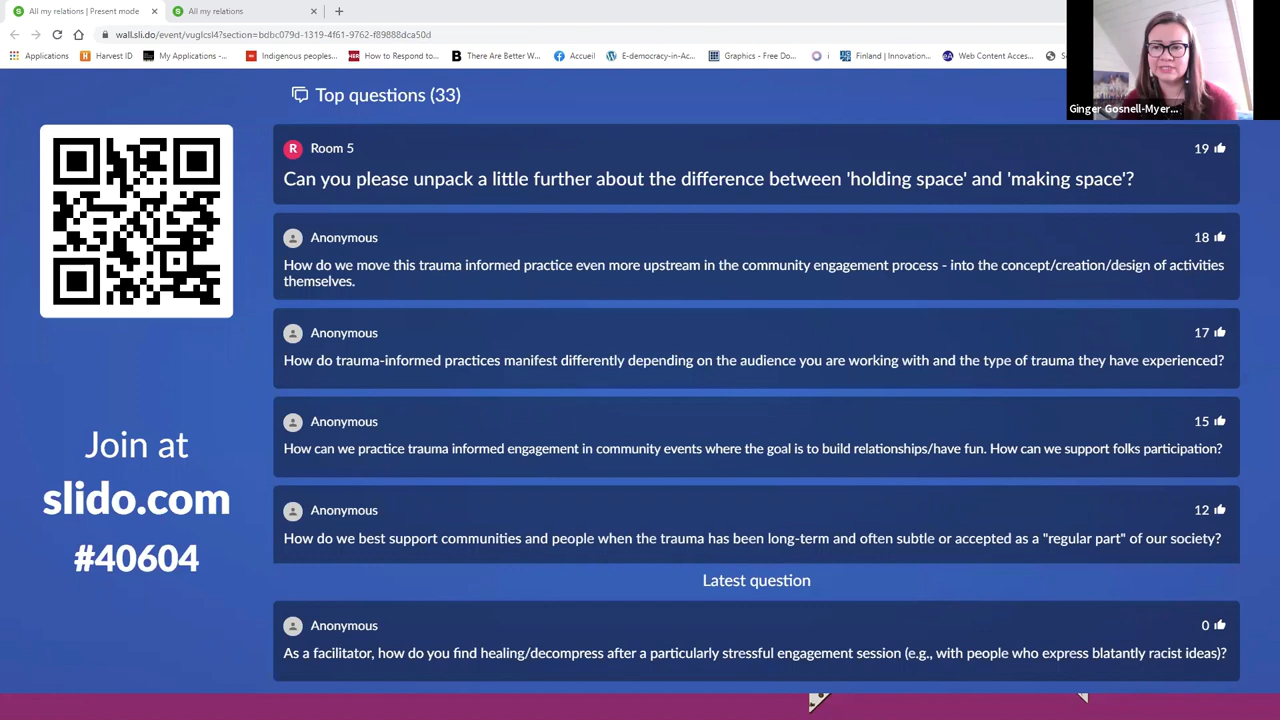 All my relations | Present mode
All my relations
wall.sli.do/event/vuglcsl4?section=bdbc079d-1319-4f61-9762-f89888dca50d
Applications
Harvest ID
My Applications -...
Indigenous peoples...
How to Respond to...
There Are Better W...
Accueil
E-democracy-in-Ac...
Graphics - Free Do...
i
Finland | Innovation...
Web Content Acces...
Ginger Gosnell-Myer...
Top questions (33)
R
Room 5
19
Can you please unpack a little further about the difference between 'holding space' and 'making space'?
Anonymous
18
How do we move this trauma informed practice even more upstream in the community engagement process - into the concept/creation/design of activities
themselves.
Anonymous
17
How do trauma-informed practices manifest differently depending on the audience you are working with and the type of trauma they have experienced?
Anonymous
15
How can we practice trauma informed engagement in community events where the goal is to build relationships/have fun. How can we support folks participation?
Anonymous
12
How do we best support communities and people when the trauma has been long-term and often subtle or accepted as a "regular part" of our society?
Latest question
Anonymous
0
As a facilitator, how do you find healing/decompress after a particularly stressful engagement session (e.g., with people who express blatantly racist ideas)?
Join at
slido.com
#40604